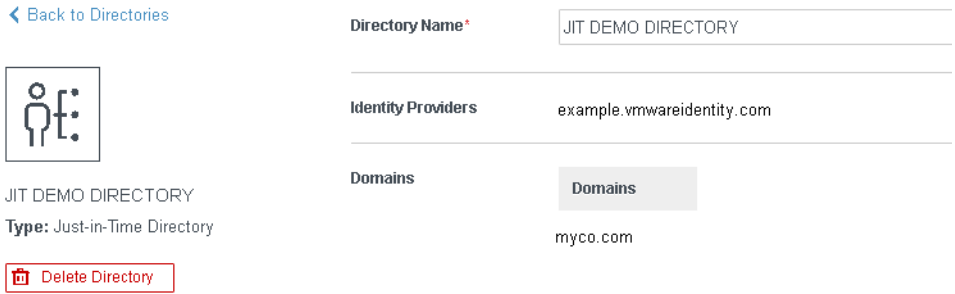 Back to Directories
JIT DEMO DIRECTORY
Type: Just-in-Time Directory
Delete Directory
Directory Name*
JIT DEMO DIRECTORY
Identity Providers
example.vmwareidentity.com
Domains
Domains
myco.com